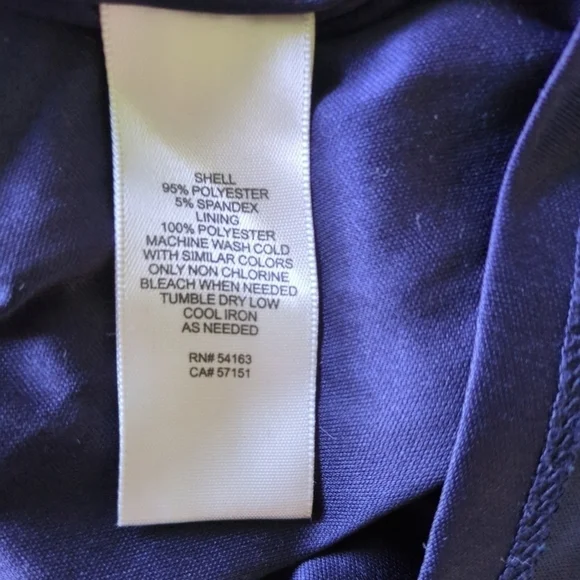 SHELL
95% POLYESTER
5% SPANDEX
LINING
100% POLYESTER
MACHINE WASH COLD
WITH SIMILAR COLORS
ONLY NON CHLORINE
BLEACH WHEN NEEDED
TUMBLE DRY LOW
COOL IRON
AS NEEDED
RN# 54163
CA# 57151